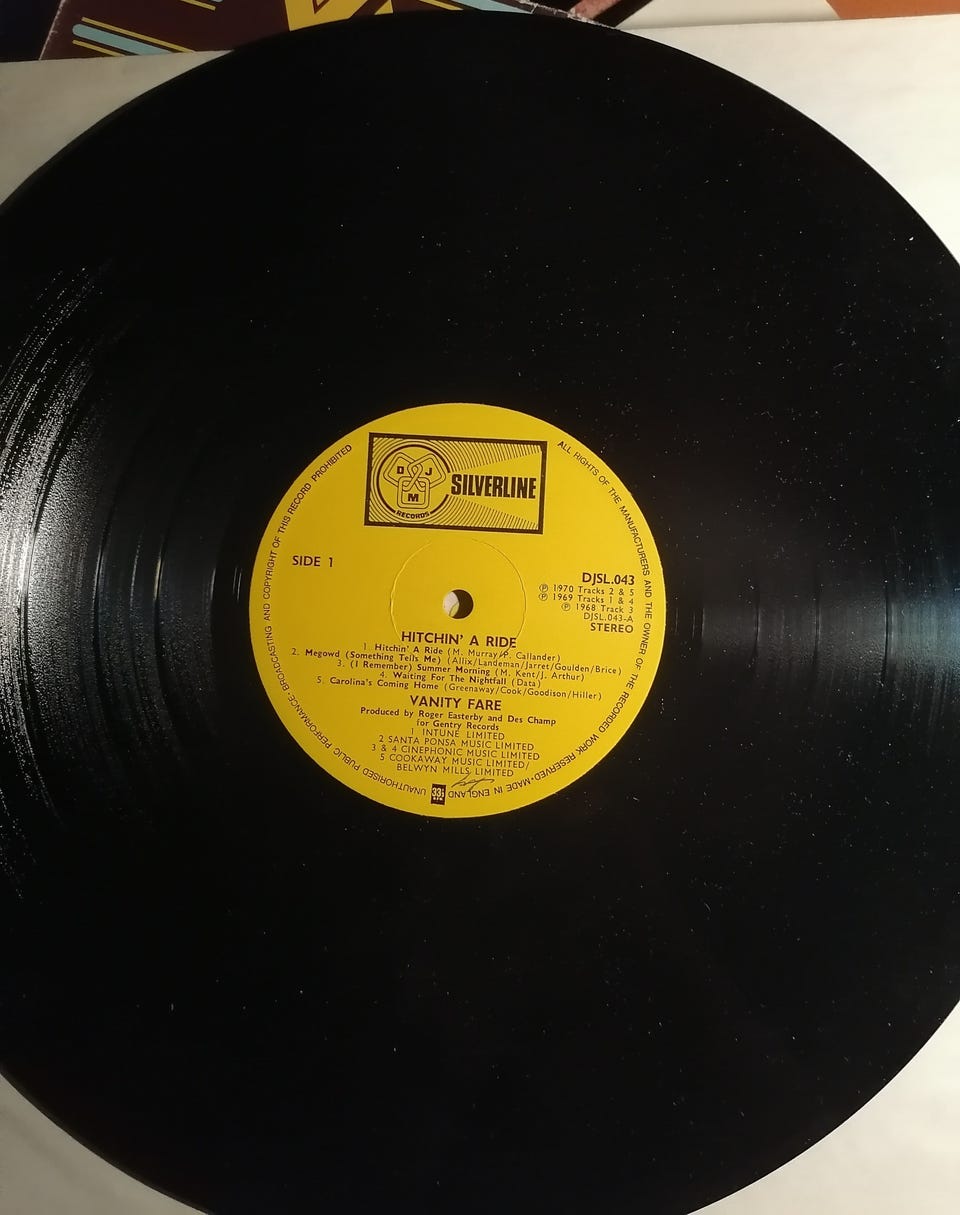 D J M
RECORDS
SILVERLINE
ALL RIGHTS OF THE MANUFACTURERS AND THE OWNER OF THE RECORDED WORK RESERVED·MADE IN ENGLAND
UNAUTHORISED PUBLIC PERFORMANCE·BROADCASTING AND COPYRIGHT OF THIS RECORD PROHIBITED
SIDE 1
DJSL.043
℗ 1970 Tracks 2 & 5
℗ 1969 Tracks 1 & 4
℗ 1968 Track 3
DJSL.043-A
STEREO
HITCHIN' A RIDE
1 Hitchin' A Ride (M. Murray/P. Callander)
2. Megowd (Something Tells Me) (Allix/Landeman/Jarret/Goulden/Brice)
3. (I Remember) Summer Morning (M. Kent/J. Arthur)
4. Waiting For The Nightfall (Data)
5. Carolina's Coming Home (Greenaway/Cook/Goodison/Hiller)
VANITY FARE
Produced by Roger Easterby and Des Champ
for Gentry Records
1 INTUNE LIMITED
2 SANTA PONSA MUSIC LIMITED
3 & 4 CINEPHONIC MUSIC LIMITED
5 COOKAWAY MUSIC LIMITED/
BELWYN MILLS LIMITED
33⅓